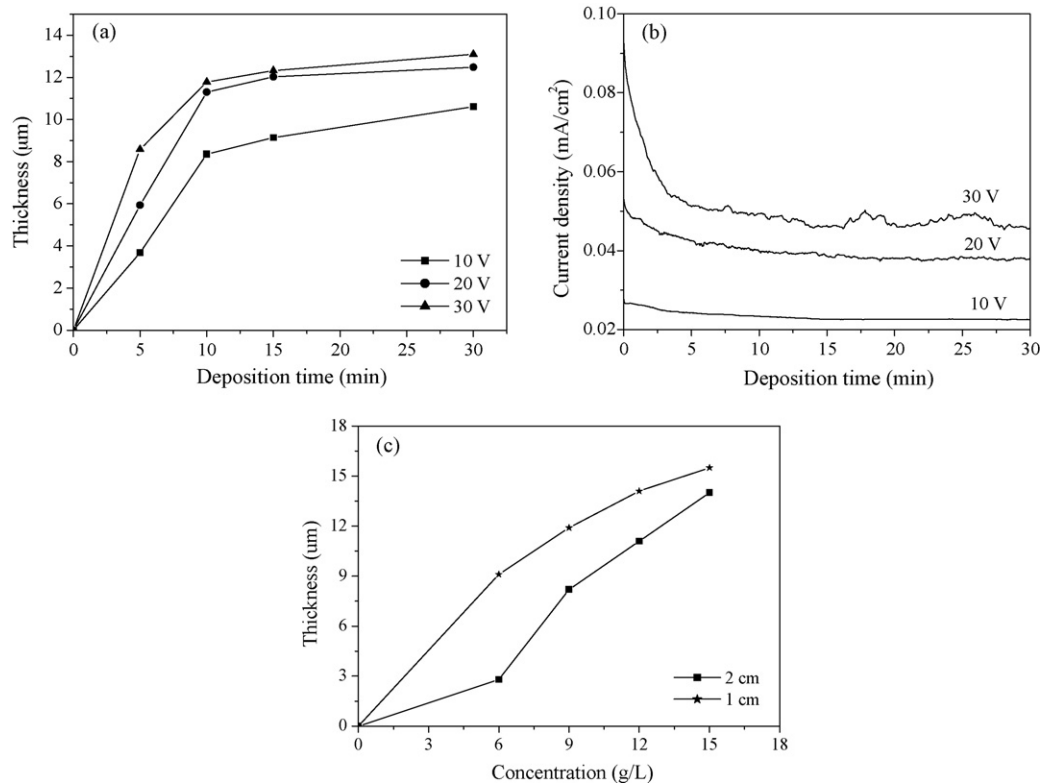 (a)
14
12
10
8
6
4
2
0
Thickness (μm)
0 5 10 15 20 25 30
Deposition time (min)
10 V
20 V
30 V
(b)
0.10
0.08
0.06
0.04
0.02
Current density (mA/cm²)
30 V
20 V
10 V
0 5 10 15 20 25 30
Deposition time (min)
(c)
18
15
12
9
6
3
0
Thickness (um)
2 cm
1 cm
0 3 6 9 12 15 18
Concentration (g/L)